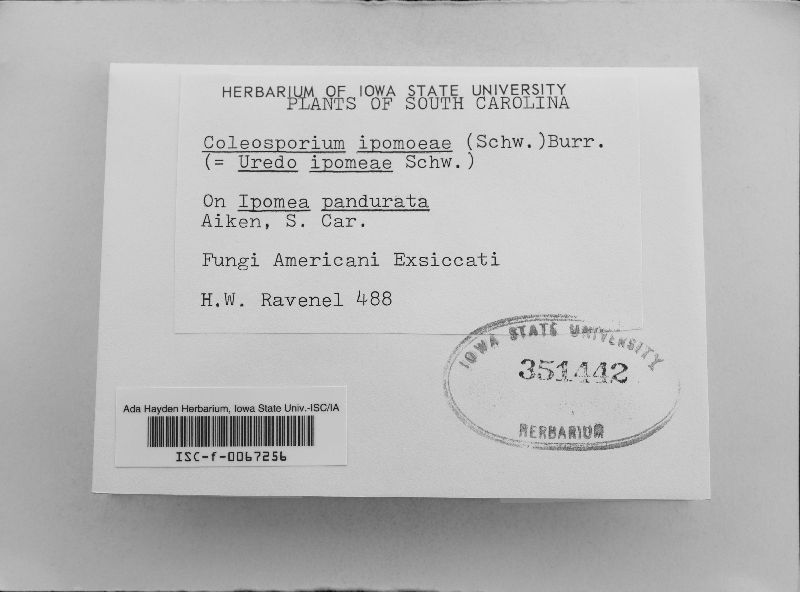 HERBARIUM OF IOWA STATE UNIVERSITY
PLANTS OF SOUTH CAROLINA
Coleosporium ipomoeae (Schw.)Burr.
(= Uredo ipomeae Schw.)
On Ipomea pandurata
Aiken, S. Car.
Fungi Americani Exsiccati
H.W. Ravenel 488
IOWA STATE UNIVERSITY
351442
HERBARIUM
Ada Hayden Herbarium, Iowa State Univ.-ISC/IA
ISC-f-0067256